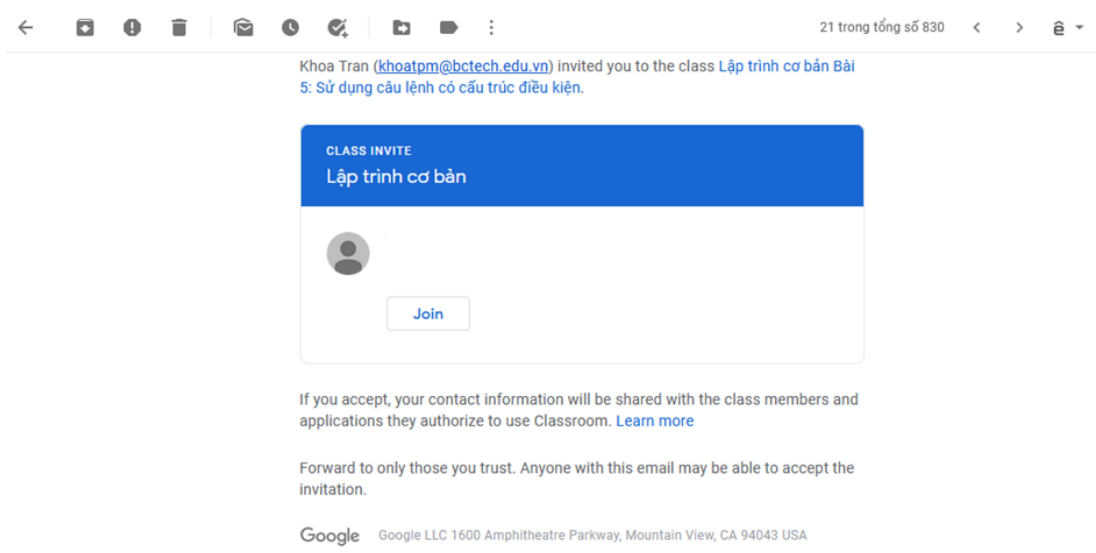 21 trong tổng số 830
Khoa Tran (khoatpm@bctech.edu.vn) invited you to the class Lập trình cơ bản Bài
5: Sử dụng câu lệnh có cấu trúc điều kiện.
CLASS INVITE
Lập trình cơ bản
Join
If you accept, your contact information will be shared with the class members and
applications they authorize to use Classroom. Learn more
Forward to only those you trust. Anyone with this email may be able to accept the
invitation.
Google Google LLC 1600 Amphitheatre Parkway, Mountain View, CA 94043 USA